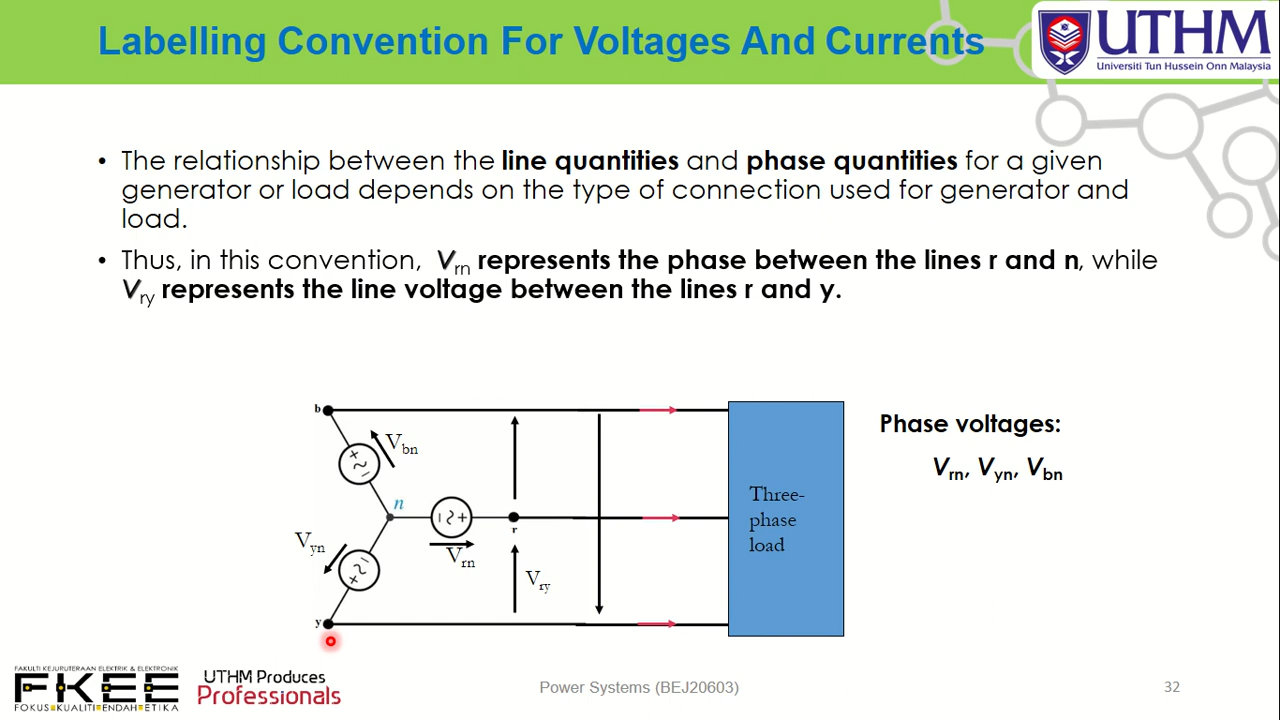 Labelling Convention For Voltages And Currents
UTHM
Universiti Tun Hussein Onn Malaysia
• The relationship between the line quantities and phase quantities for a given
generator or load depends on the type of connection used for generator and
load.
• Thus, in this convention, Vrn represents the phase between the lines r and n, while
Vry represents the line voltage between the lines r and y.
b
Vbn
n
r
Vrn
Vyn
Vry
y
Three-
phase
load
Phase voltages:
Vrn, Vyn, Vbn
FAKULTI KEJURUTERAAN ELEKTRIK & ELEKTRONIK
FKEE
FOKUS KUALITI ENDAH ETIKA
UTHM Produces
Professionals
Power Systems (BEJ20603)
32